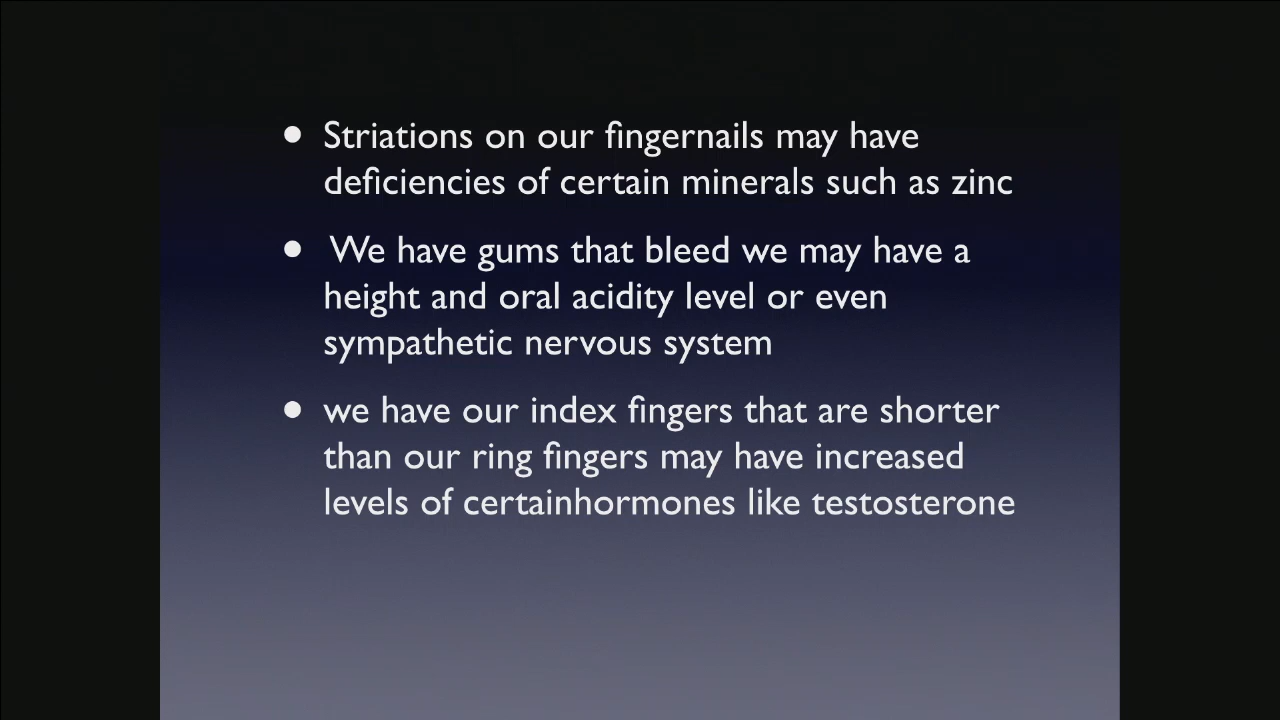 • Striations on our fingernails may have
deficiencies of certain minerals such as zinc
• We have gums that bleed we may have a
height and oral acidity level or even
sympathetic nervous system
• we have our index fingers that are shorter
than our ring fingers may have increased
levels of certainhormones like testosterone